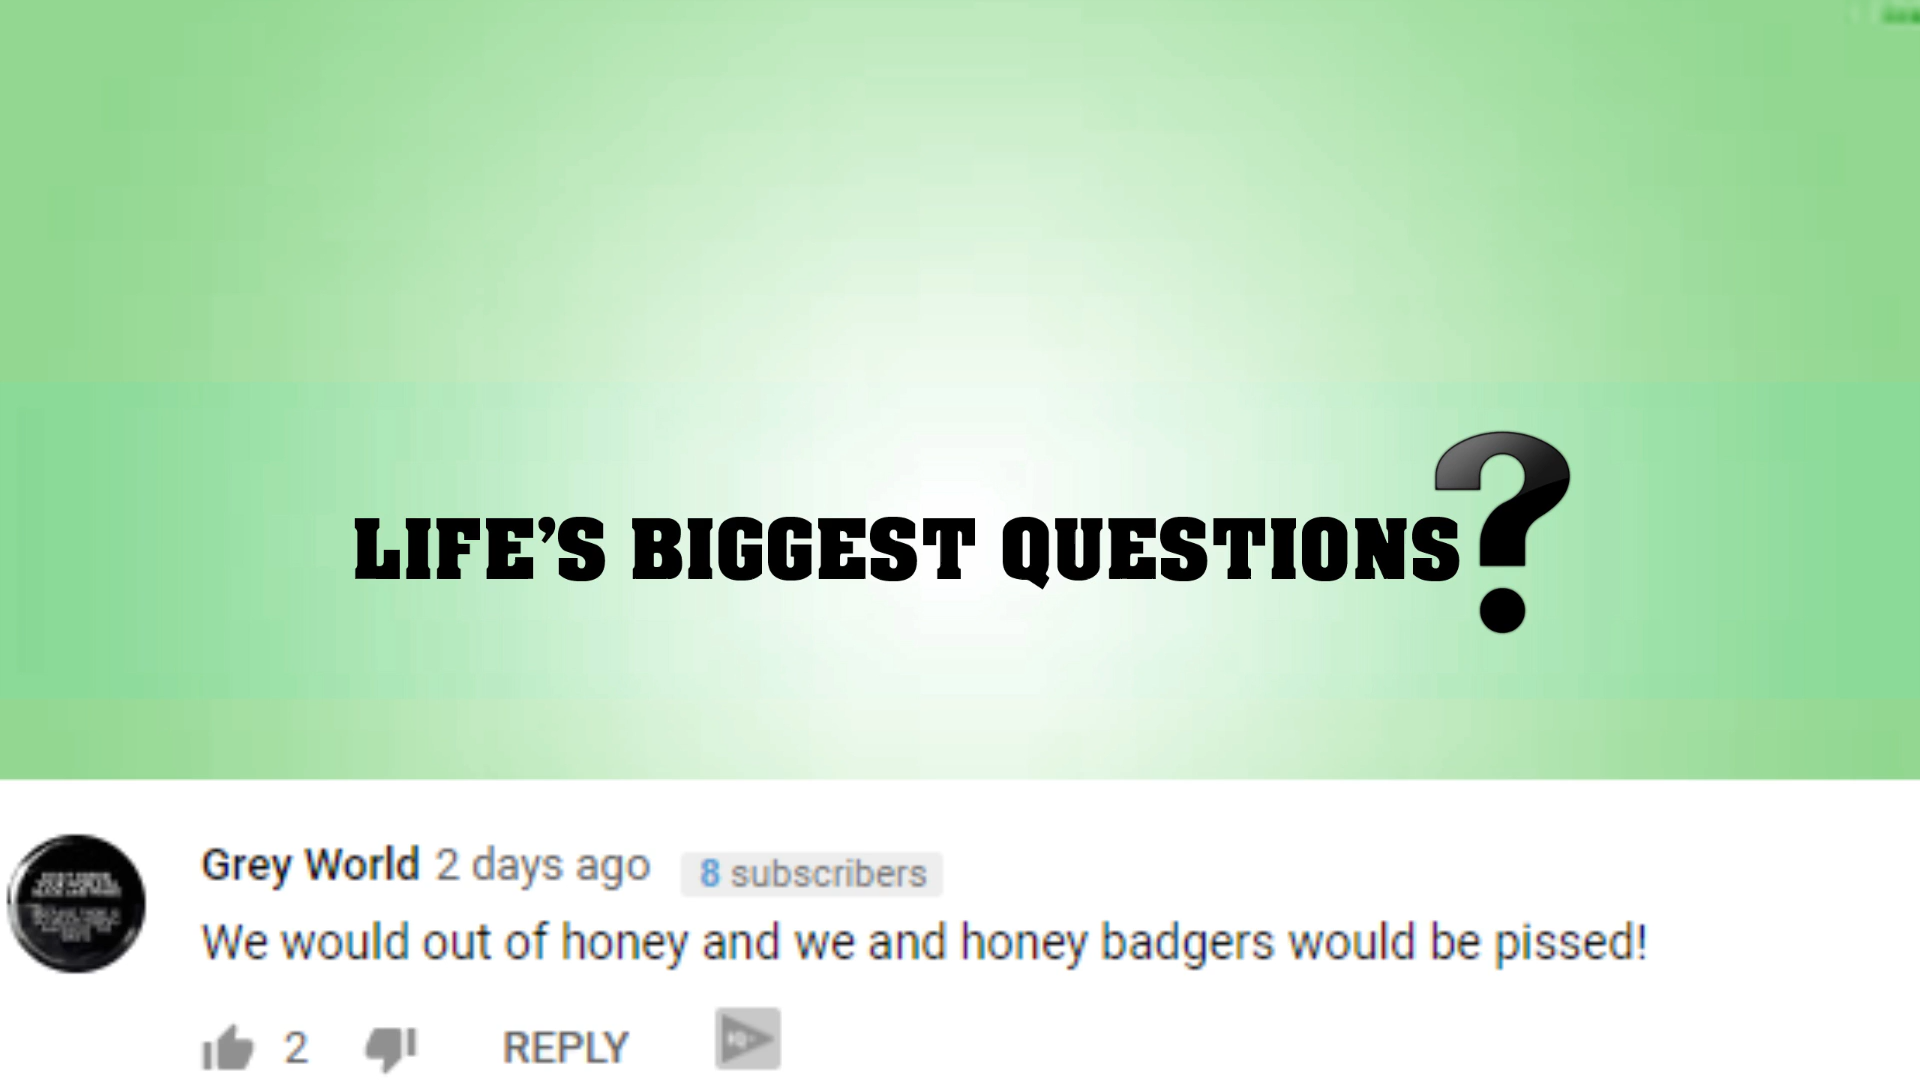 LIFE'S BIGGEST QUESTIONS?
Grey World 2 days ago 8 subscribers
We would out of honey and we and honey badgers would be pissed!
2 REPLY